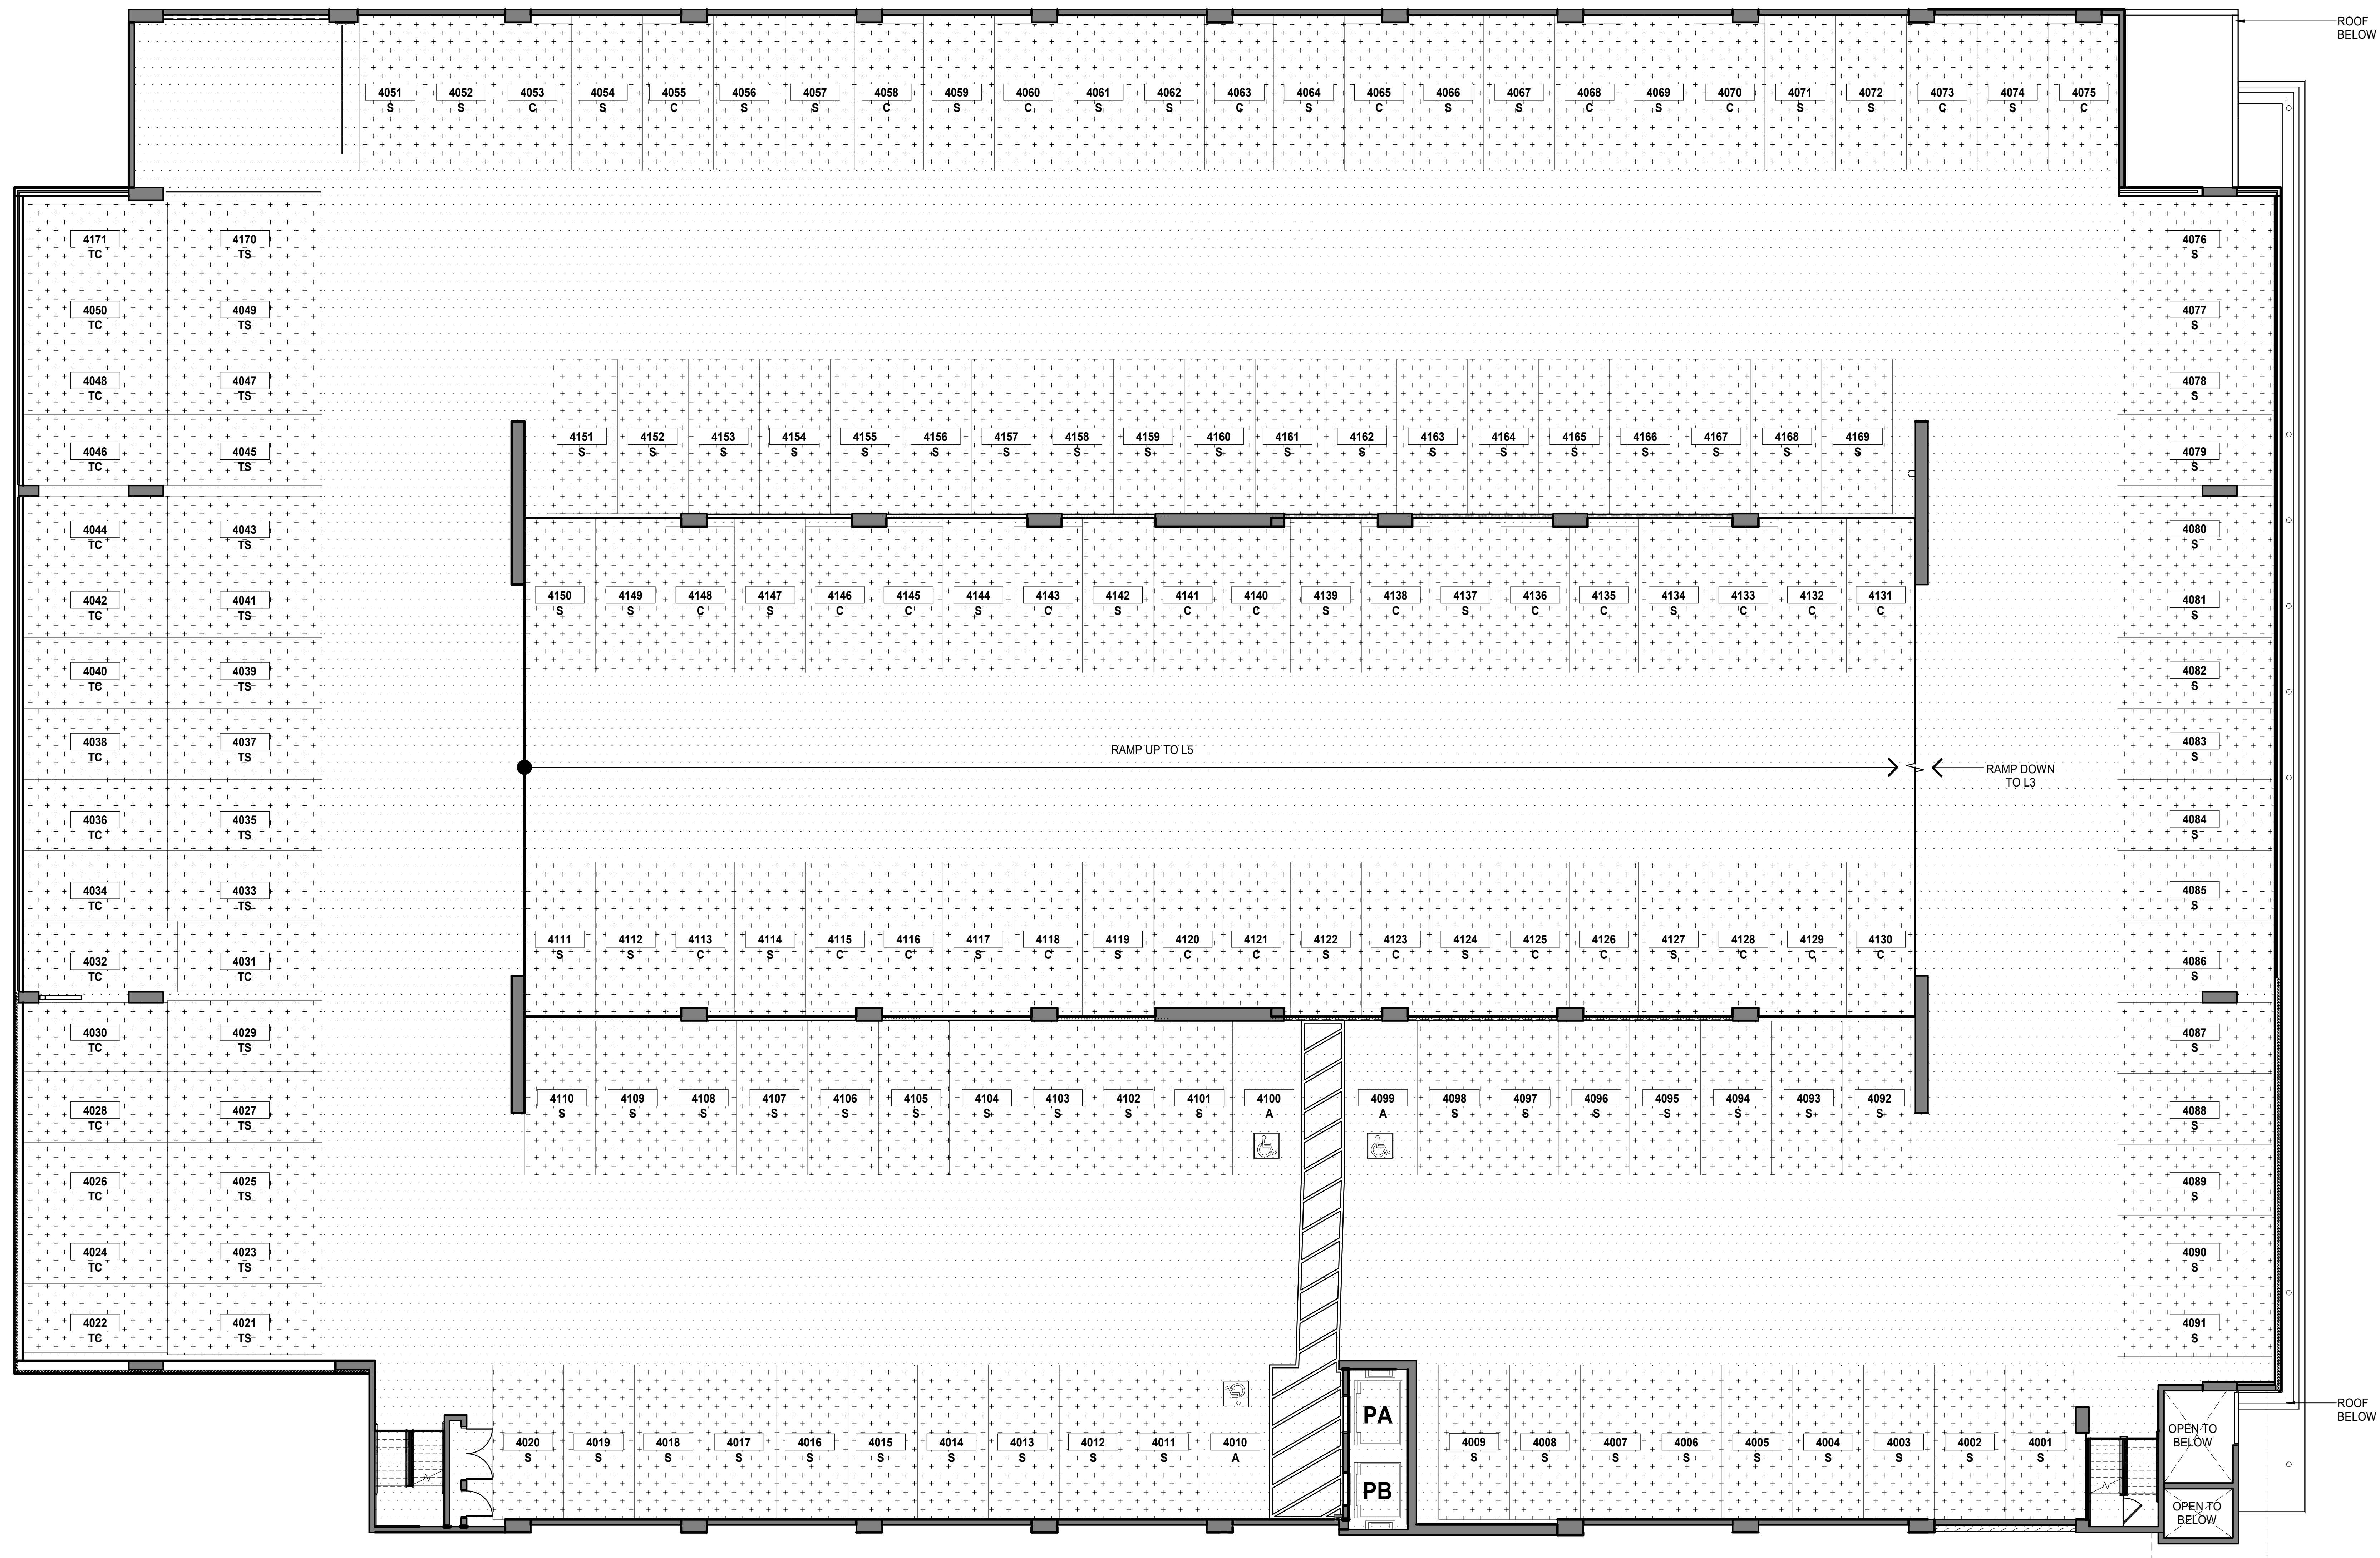 ROOF
BELOW
4051 4052 4053 4054 4055 4056 4057 4058 4059 4060 4061 4062 4063 4064 4065 4066 4067 4068 4069 4070 4071 4072 4073 4074 4075
S S C S C S S C S C S S C S C S S C S C S S C S C
4171 4170 4076
TC TS S
4050 4049 4077
TC TS S
4048 4047 4078
TC TS S
4151 4152 4153 4154 4155 4156 4157 4158 4159 4160 4161 4162 4163 4164 4165 4166 4167 4168 4169
S S S S S S S S S S S S S S S S S S S
4046 4045 4079
TC TS S
4044 4043 4080
TC TS S
4150 4149 4148 4147 4146 4145 4144 4143 4142 4141 4140 4139 4138 4137 4136 4135 4134 4133 4132 4131
S S C S C C S C S C C S C S C C S C C C
4042 4041 4081
TC TS S
4040 4039 4082
TC TS S
4038 4037 4083
TC TS S
RAMP UP TO L5
RAMP DOWN
TO L3
4036 4035 4084
TC TS S
4034 4033 4085
TC TS S
4111 4112 4113 4114 4115 4116 4117 4118 4119 4120 4121 4122 4123 4124 4125 4126 4127 4128 4129 4130
S S C S C C S C S C C S C S C C S C C C
4032 4031 4086
TC TC S
4030 4029 4087
TC TS S
4110 4109 4108 4107 4106 4105 4104 4103 4102 4101 4100 4099 4098 4097 4096 4095 4094 4093 4092
S S S S S S S S S S A A S S S S S S S
4028 4027 4088
TC TS S
4026 4025 4089
TC TS S
4024 4023 4090
TC TS S
4022 4021 4091
TC TS S
ROOF
BELOW
PA
OPEN TO
BELOW
4020 4019 4018 4017 4016 4015 4014 4013 4012 4011 4010 4009 4008 4007 4006 4005 4004 4003 4002 4001
S S S S S S S S S S A S S S S S S S S S
PB
OPEN TO
BELOW